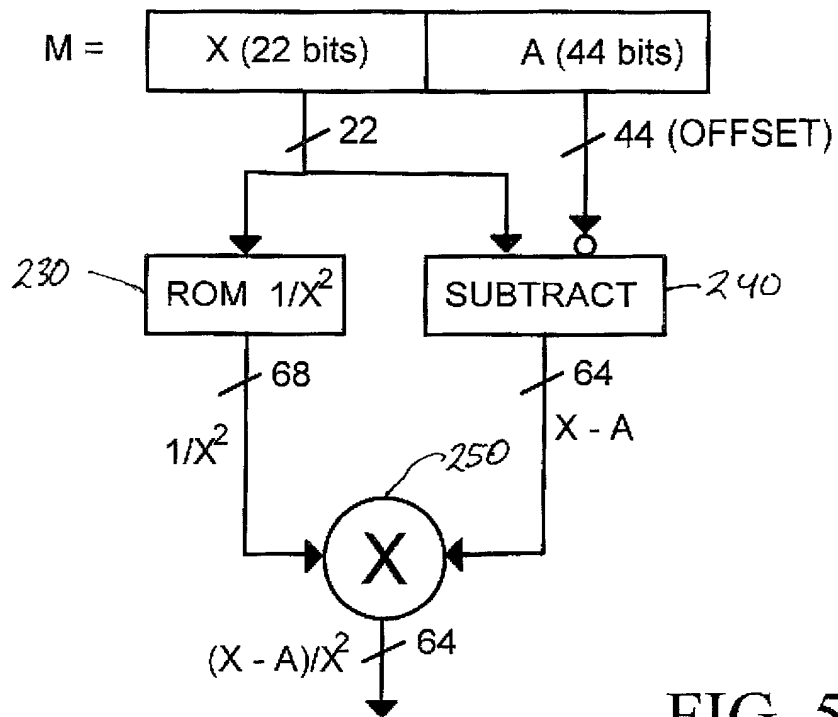 M = X (22 bits) A (44 bits)
22 44 (OFFSET)
230 ROM 1/X² SUBTRACT 240
68 64
1/X² X - A
250
X
(X - A)/X² 64
FIG. 5